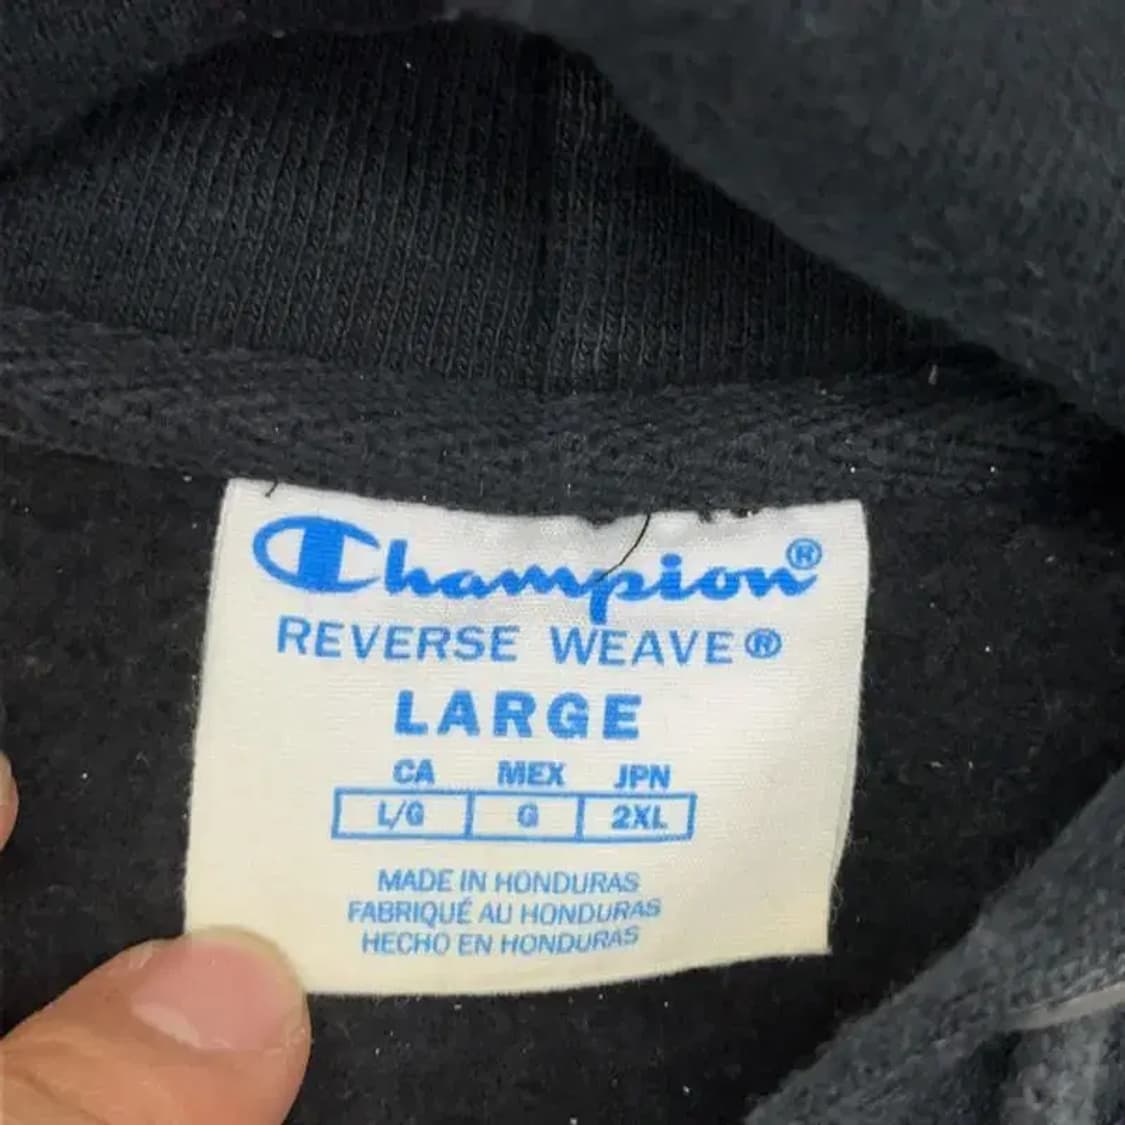 Champion®
REVERSE WEAVE®
LARGE
CA MEX JPN
L/G G 2XL
MADE IN HONDURAS
FABRIQUÉ AU HONDURAS
HECHO EN HONDURAS